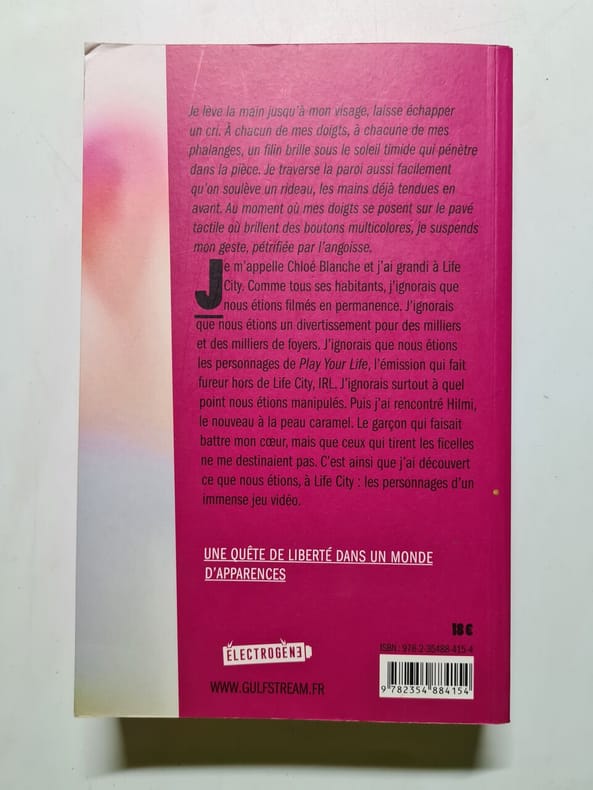 Je lève la main jusqu'à mon visage, laisse échapper
un cri. À chacun de mes doigts, à chacune de mes
phalanges, un filin brille sous le soleil timide qui pénètre
dans la pièce. Je traverse la paroi aussi facilement
qu'on soulève un rideau, les mains déjà tendues en
avant. Au moment où mes doigts se posent sur le pavé
tactile où brillent des boutons multicolores, je suspends
mon geste, pétrifiée par l'angoisse.
Je m'appelle Chloé Blanche et j'ai grandi à Life
City. Comme tous ses habitants, j'ignorais que
nous étions filmés en permanence. J'ignorais
que nous étions un divertissement pour des milliers
et des milliers de foyers. J'ignorais que nous étions
les personnages de Play Your Life, l'émission qui fait
fureur hors de Life City, IRL. J'ignorais surtout à quel
point nous étions manipulés. Puis j'ai rencontré Hilmi,
le nouveau à la peau caramel. Le garçon qui faisait
battre mon cœur, mais que ceux qui tirent les ficelles
ne me destinaient pas. C'est ainsi que j'ai découvert
ce que nous étions, à Life City : les personnages d'un
immense jeu vidéo.
UNE QUÊTE DE LIBERTÉ DANS UN MONDE
D'APPARENCES
18 €
ISBN : 978-2-35488-415-4
ÉLECTROGÈNE
WWW.GULFSTREAM.FR
9 782354 884154